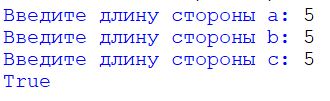 Введите длину стороны a: 5
Введите длину стороны b: 5
Введите длину стороны c: 5
True